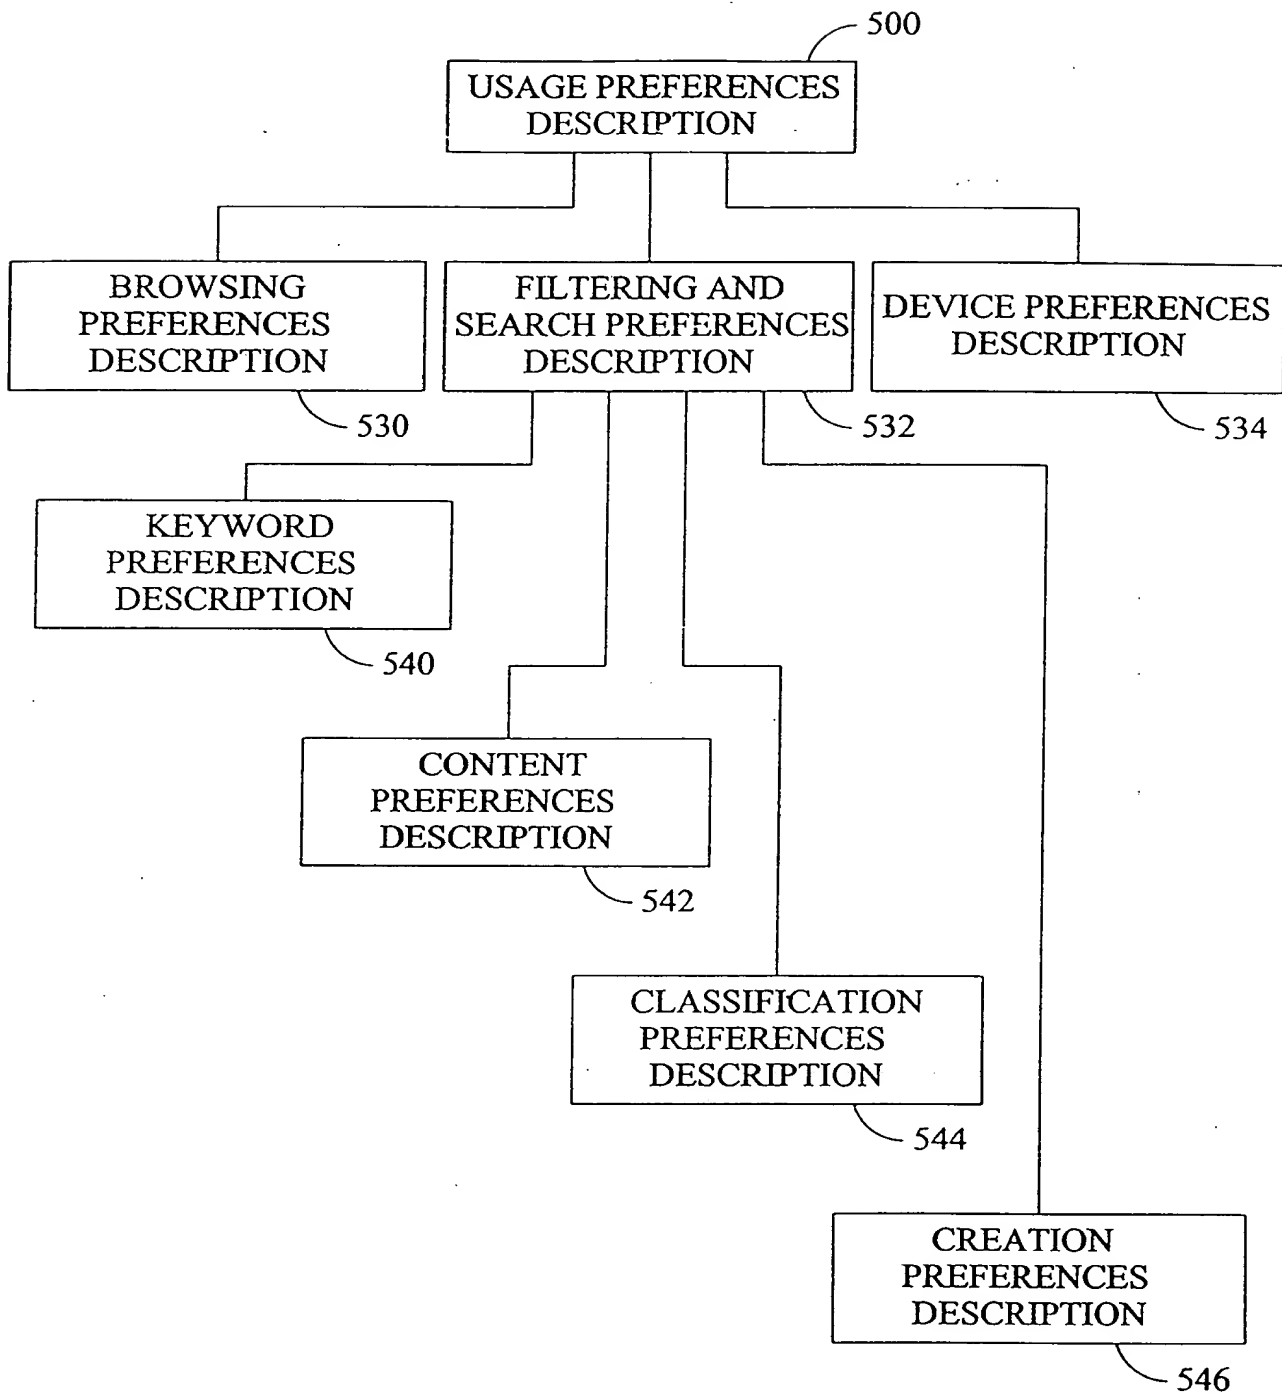 500
USAGE PREFERENCES
DESCRIPTION
BROWSING
PREFERENCES
DESCRIPTION
530
FILTERING AND
SEARCH PREFERENCES
DESCRIPTION
532
DEVICE PREFERENCES
DESCRIPTION
534
KEYWORD
PREFERENCES
DESCRIPTION
540
CONTENT
PREFERENCES
DESCRIPTION
542
CLASSIFICATION
PREFERENCES
DESCRIPTION
544
CREATION
PREFERENCES
DESCRIPTION
546